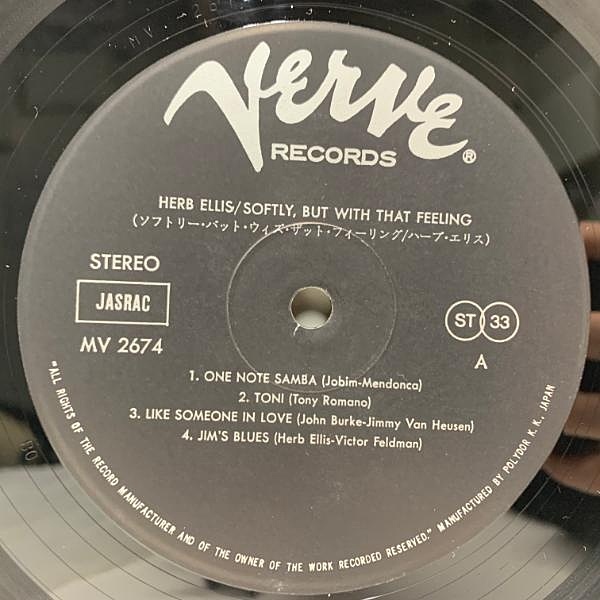 Verve
RECORDS ®
HERB ELLIS/SOFTLY, BUT WITH THAT FEELING
(ソフトリー・バット・ウィズ・ザット・フィーリング/ハーブ・エリス)
STEREO
JASRAC
MV 2674
ST 33
A
1. ONE NOTE SAMBA (Jobim-Mendonca)
2. TONI (Tony Romano)
3. LIKE SOMEONE IN LOVE (John Burke-Jimmy Van Heusen)
4. JIM'S BLUES (Herb Ellis-Victor Feldman)
"ALL RIGHTS OF THE RECORD MANUFACTURER AND OF THE OWNER OF THE WORK RECORDED RESERVED." MANUFACTURED BY POLYDOR K. K., JAPAN